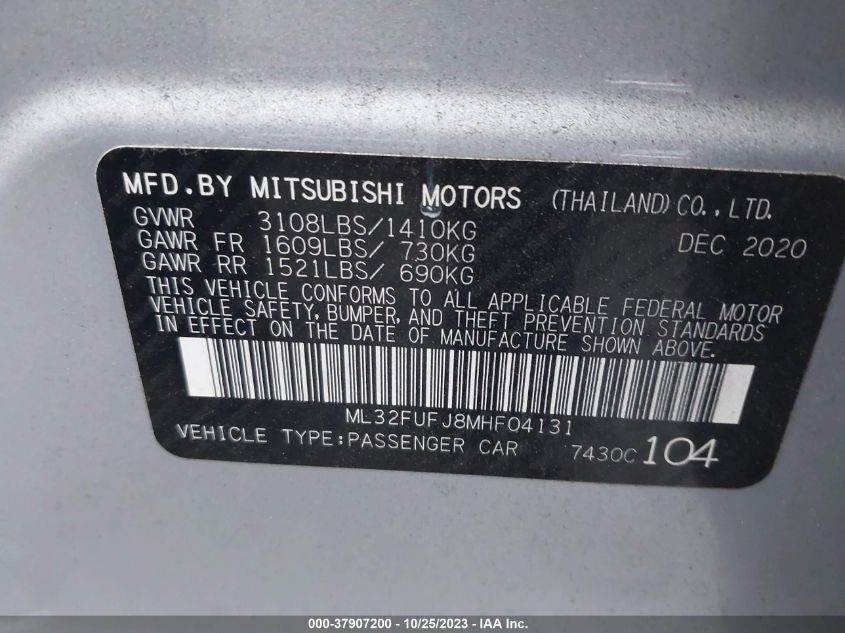 MFD.BY MITSUBISHI MOTORS (THAILAND) CO.,LTD.
GVWR 3108LBS/1410KG DEC 2020
GAWR FR 1609LBS/ 730KG
GAWR RR 1521LBS/ 690KG
THIS VEHICLE CONFORMS TO ALL APPLICABLE FEDERAL MOTOR
VEHICLE SAFETY, BUMPER, AND THEFT PREVENTION STANDARDS
IN EFFECT ON THE DATE OF MANUFACTURE SHOWN ABOVE.
ML32FUFJ8MHF04131
VEHICLE TYPE:PASSENGER CAR 7430C 104
000-37907200 - 10/25/2023 - IAA Inc.